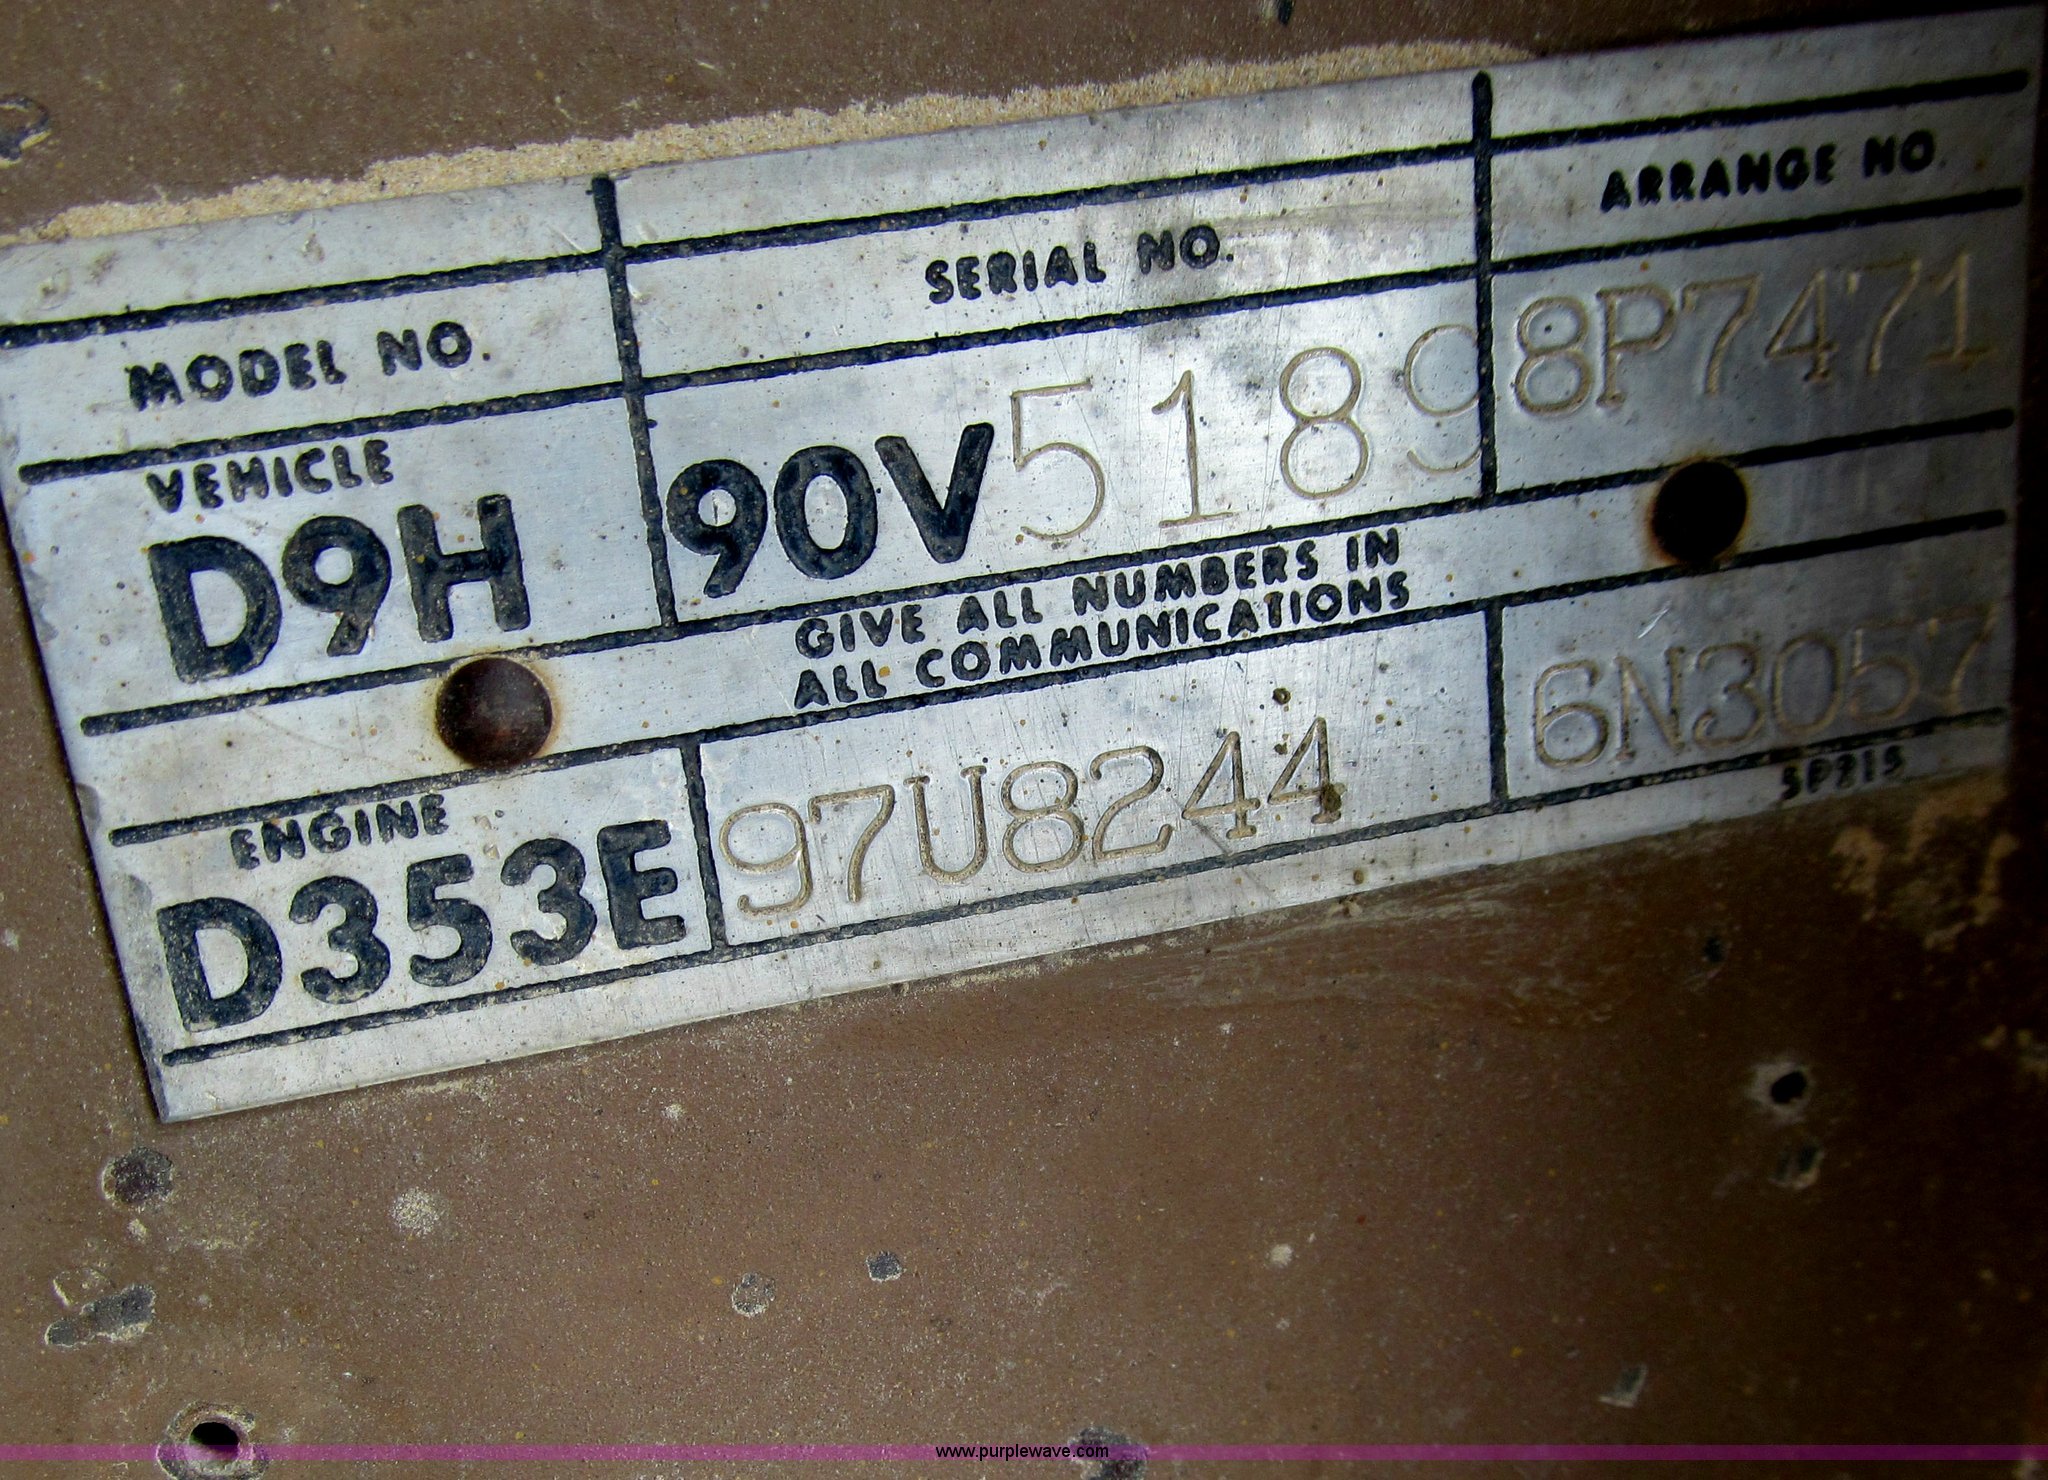 MODEL NO. SERIAL NO. ARRANGE NO.
VEHICLE
D9H 90V5189 8P7471
GIVE ALL NUMBERS IN
ALL COMMUNICATIONS
ENGINE
D353E 97U8244 6N3057
SP215
www.purplewave.com